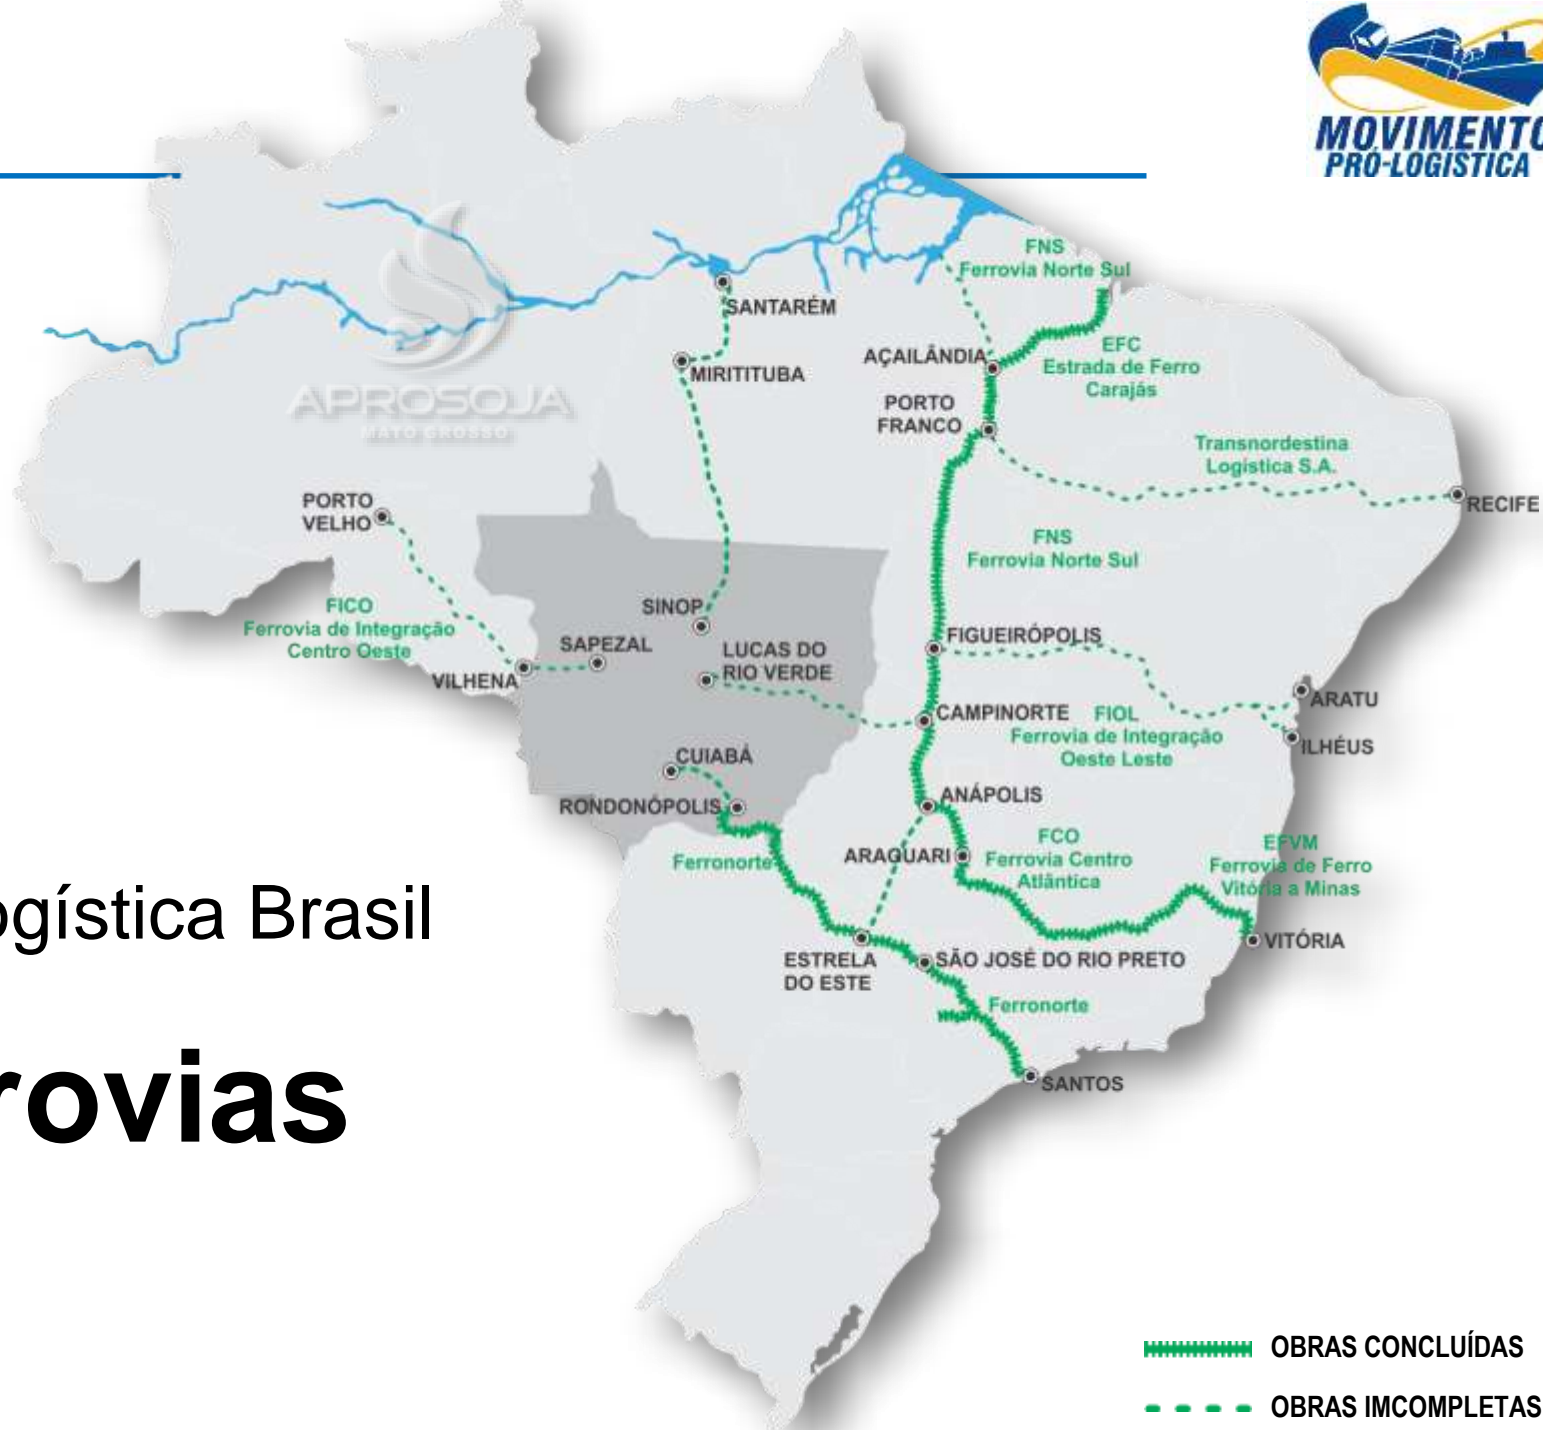 MOVIMENTO
PRÓ-LOGÍSTICA
FNS
Ferrovia Norte Sul
SANTARÉM
AÇAILÂNDIA
EFC
Estrada de Ferro
Carajás
MIRITITUBA
APROSOJA
MATO GROSSO
PORTO
FRANCO
Transnordestina
Logística S.A.
RECIFE
PORTO
VELHO
FNS
Ferrovia Norte Sul
FICO
Ferrovia de Integração
Centro Oeste
SINOP
SAPEZAL
LUCAS DO
RIO VERDE
FIGUEIRÓPOLIS
VILHENA
ARATU
CAMPINORTE
FIOL
Ferrovia de Integração
Oeste Leste
ILHÉUS
CUIABÁ
RONDONÓPOLIS
ANÁPOLIS
Ferronorte
ARAGUARI
FCO
Ferrovia Centro
Atlântica
EFVM
Ferrovia de Ferro
Vitória a Minas
ogística Brasil
VITÓRIA
ESTRELA
DO ESTE
SÃO JOSÉ DO RIO PRETO
Ferronorte
rovias
SANTOS
OBRAS CONCLUÍDAS
OBRAS IMCOMPLETAS